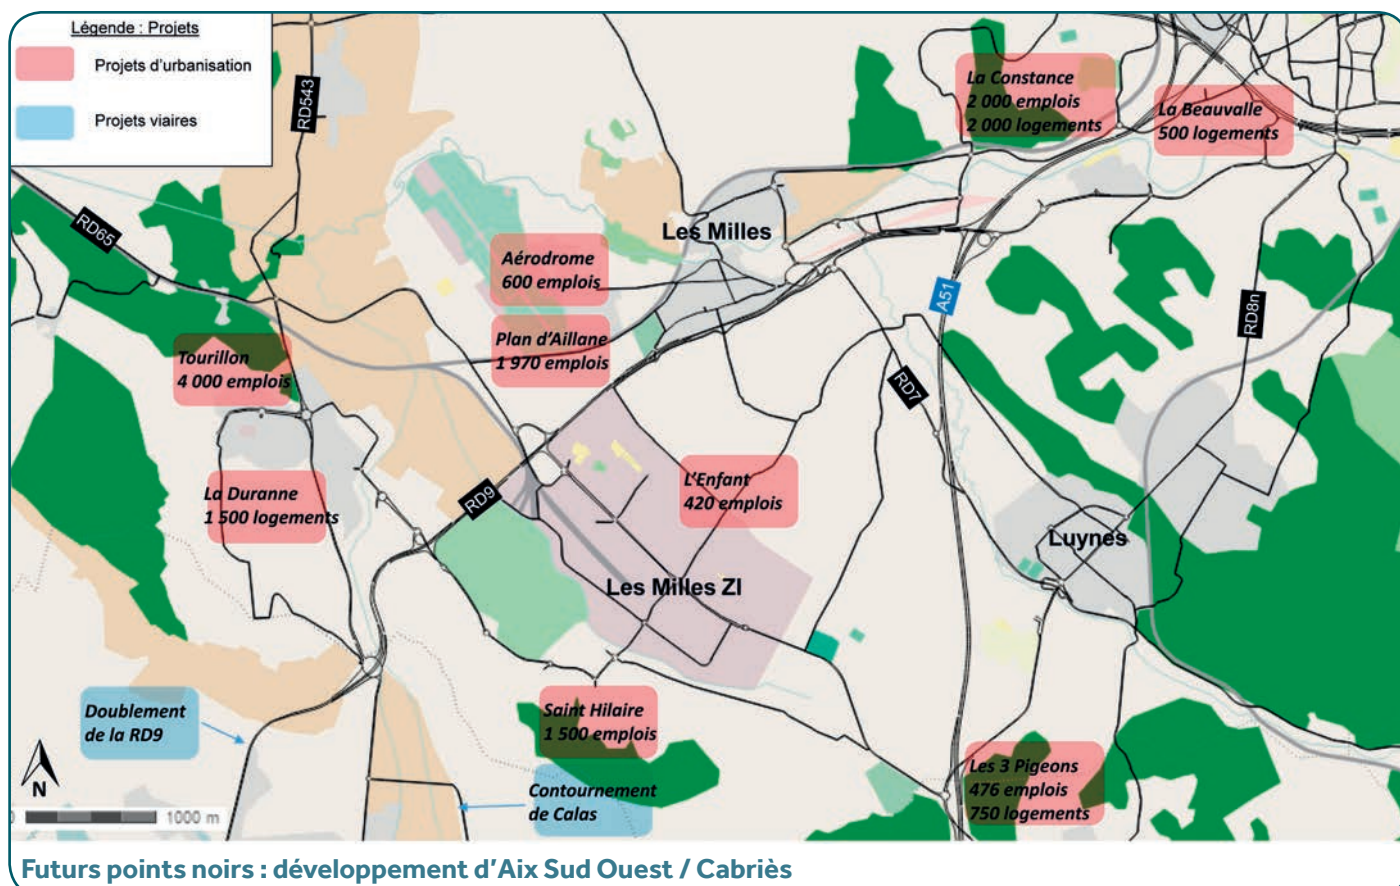 Légende : Projets
Projets d'urbanisation
Projets viaires
RD543
RD65
La Constance
2 000 emplois
2 000 logements
La Beauvalle
500 logements
Les Milles
Aérodrome
600 emplois
Plan d'Aillane
1 970 emplois
A51
RD8n
Tourillon
4 000 emplois
RD7
La Duranne
1 500 logements
RD9
L'Enfant
420 emplois
Luynes
Les Milles ZI
Doublement
de la RD9
Saint Hilaire
1 500 emplois
Contournement
de Calas
Les 3 Pigeons
476 emplois
750 logements
N
0 1000 m
Futurs points noirs : développement d'Aix Sud Ouest / Cabriès